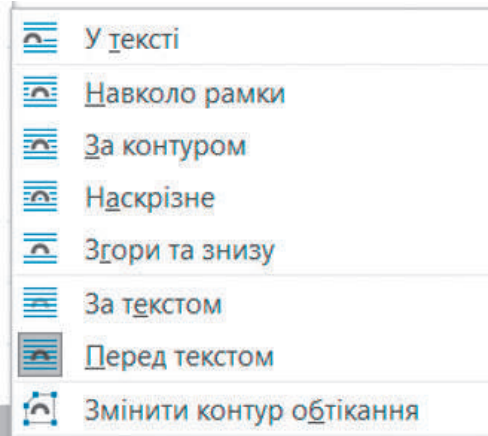 У тексті
Навколо рамки
За контуром
Наскрізне
Згори та знизу
За текстом
Перед текстом
Змінити контур обтікання